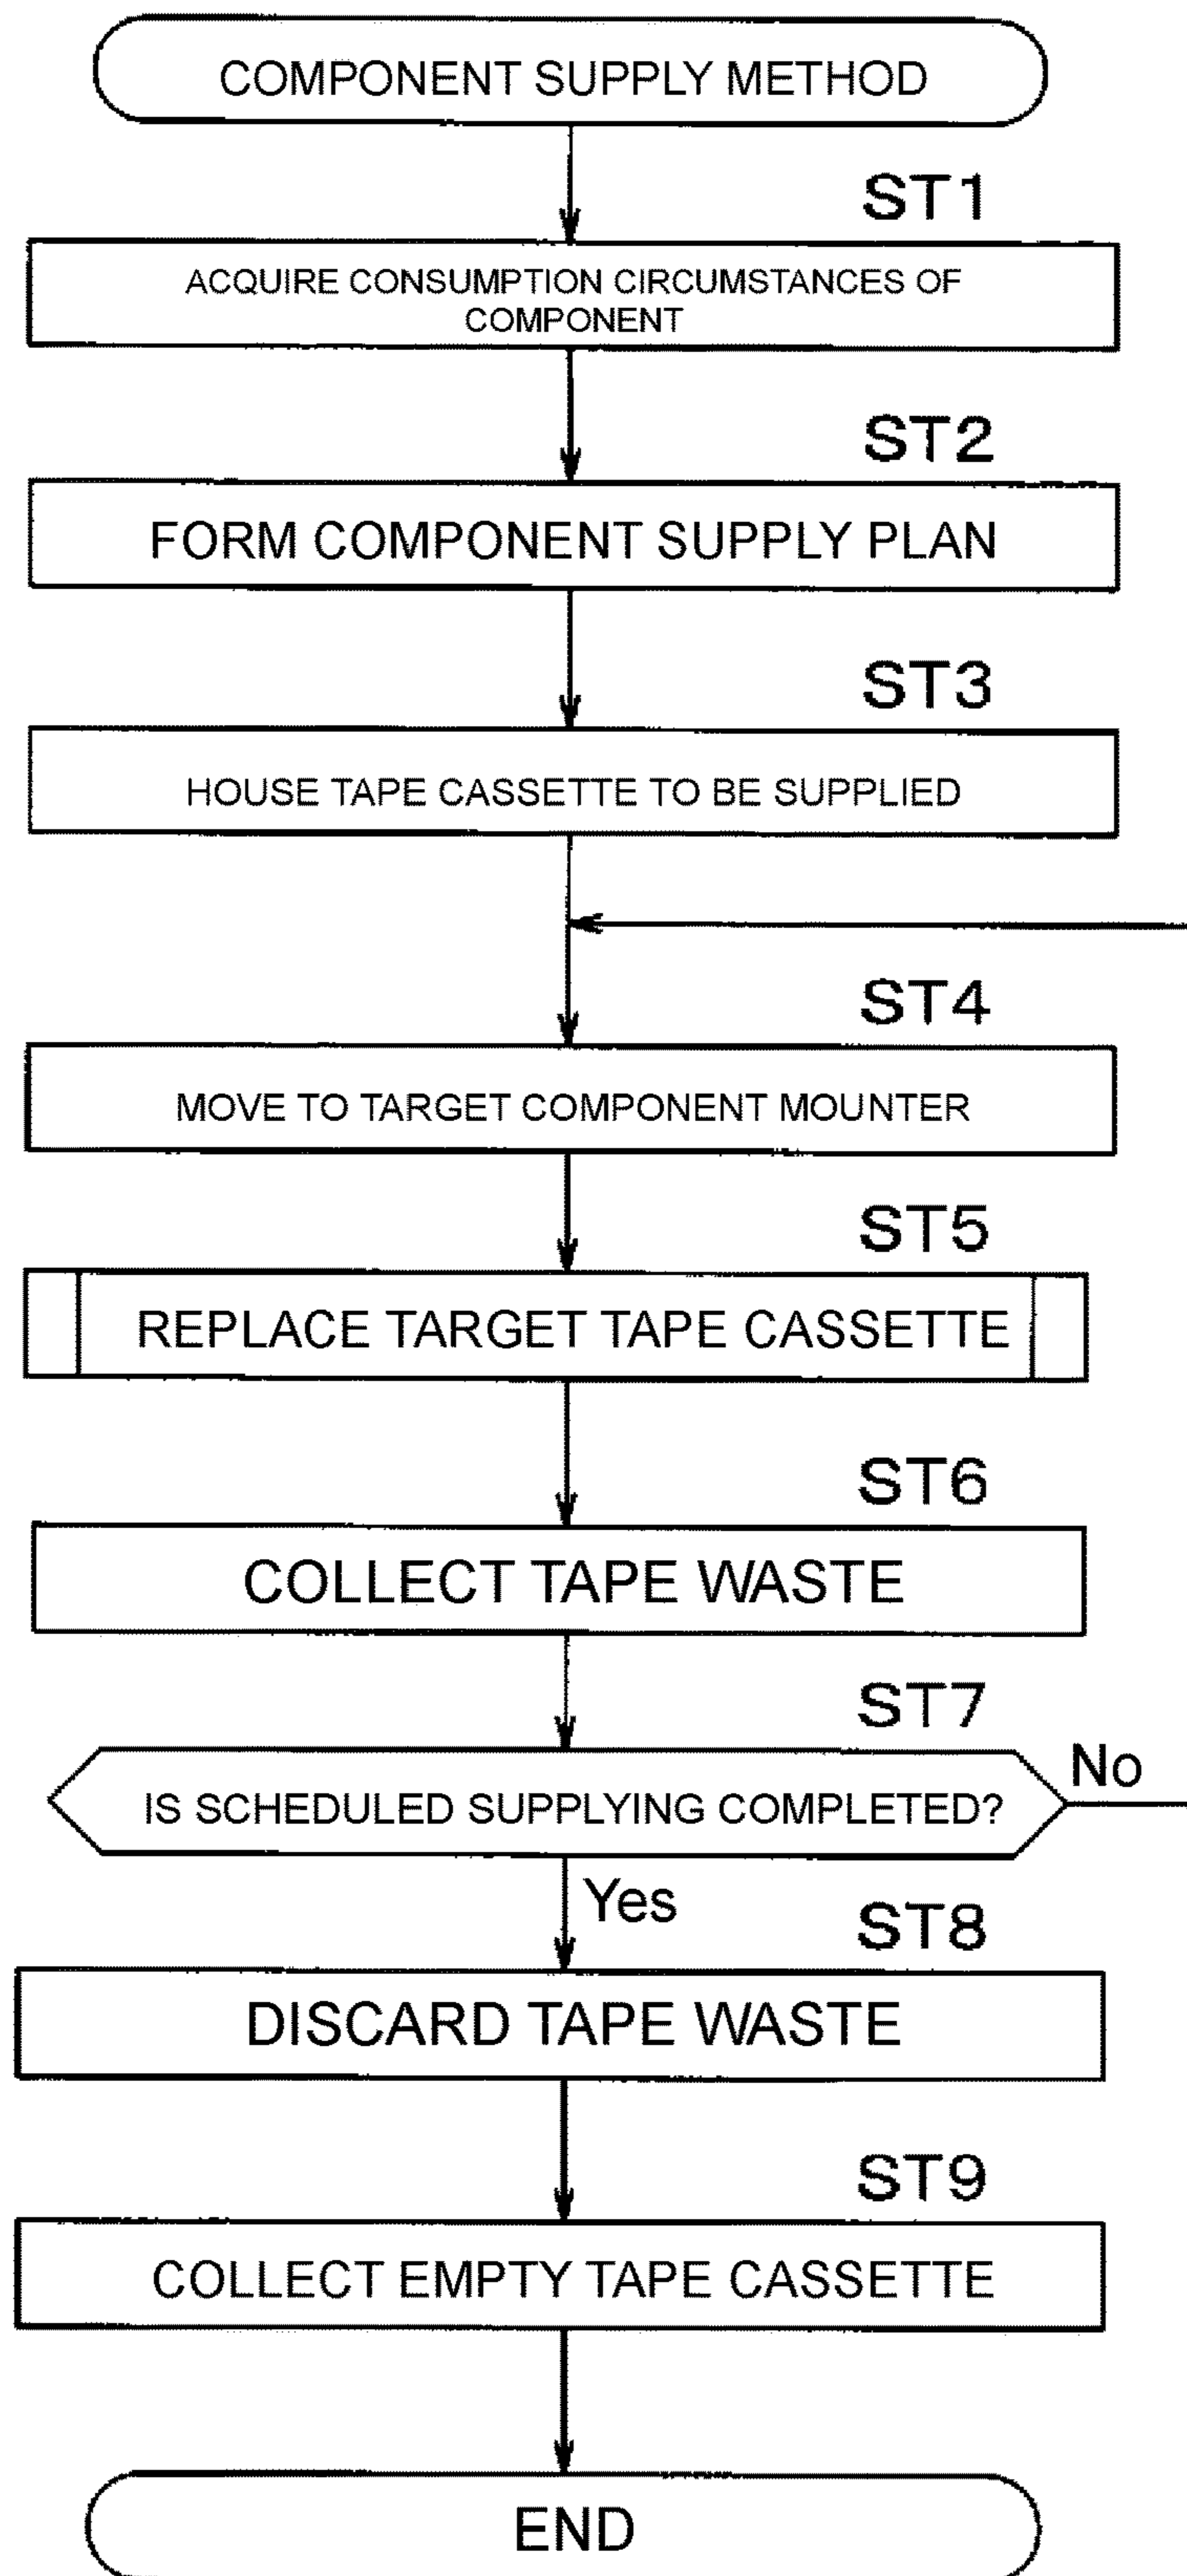 COMPONENT SUPPLY METHOD
ST1
ACQUIRE CONSUMPTION CIRCUMSTANCES OF
COMPONENT
ST2
FORM COMPONENT SUPPLY PLAN
ST3
HOUSE TAPE CASSETTE TO BE SUPPLIED
ST4
MOVE TO TARGET COMPONENT MOUNTER
ST5
REPLACE TARGET TAPE CASSETTE
ST6
COLLECT TAPE WASTE
ST7
IS SCHEDULED SUPPLYING COMPLETED?
No
Yes
ST8
DISCARD TAPE WASTE
ST9
COLLECT EMPTY TAPE CASSETTE
END